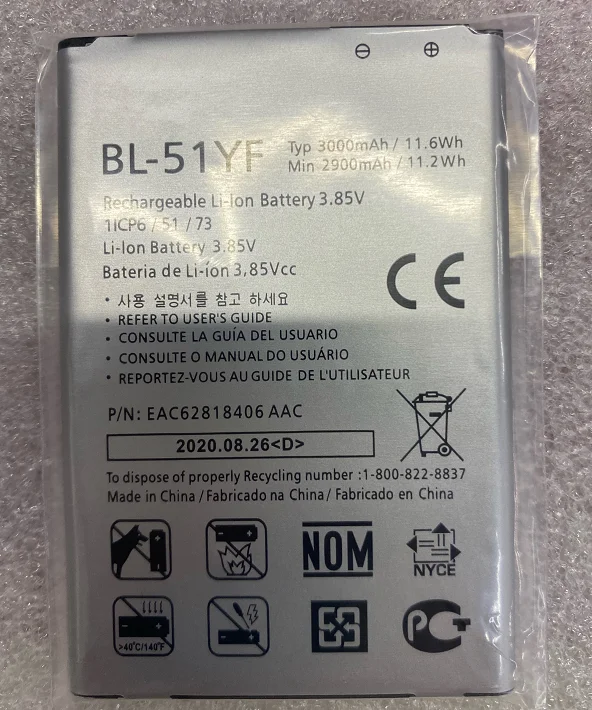 ⊖ ⊕
BL-51YF Typ 3000mAh / 11.6Wh
Min 2900mAh / 11.2Wh
Rechargeable Li-Ion Battery 3.85V
1ICP6 / 51 / 73
Li-Ion Battery 3.85V
Bateria de Li-íon 3,85Vcc
CE
• 사용 설명서를 참고 하세요
• REFER TO USER'S GUIDE
• CONSULTE LA GUÍA DEL USUARIO
• CONSULTE O MANUAL DO USUÁRIO
• REPORTEZ-VOUS AU GUIDE DE L'UTILISATEUR
P/N: EAC62818406 AAC
2020.08.26<D>
To dispose of properly Recycling number :1-800-822-8837
Made in China / Fabricado na China / Fabricado en China
NOM
NYCE
>40°C/140°F
PCT